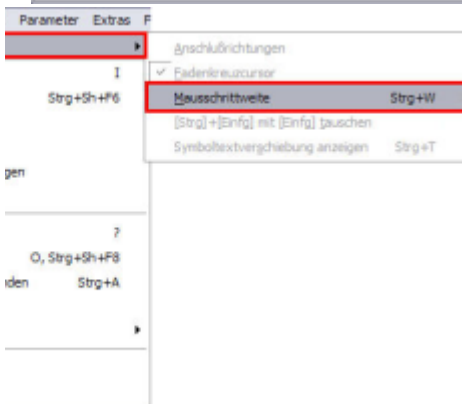 Parameter Extras
Anschlußrichtungen
I
Fadenkreuzcursor
Strg+Sh+F6
Mausschrittweite Strg+W
[Strg]+[Einfg] mit [Einfg] tauschen
Symboltextverschiebung anzeigen Strg+T
gen
?
O, Strg+Sh+F8
den Strg+A